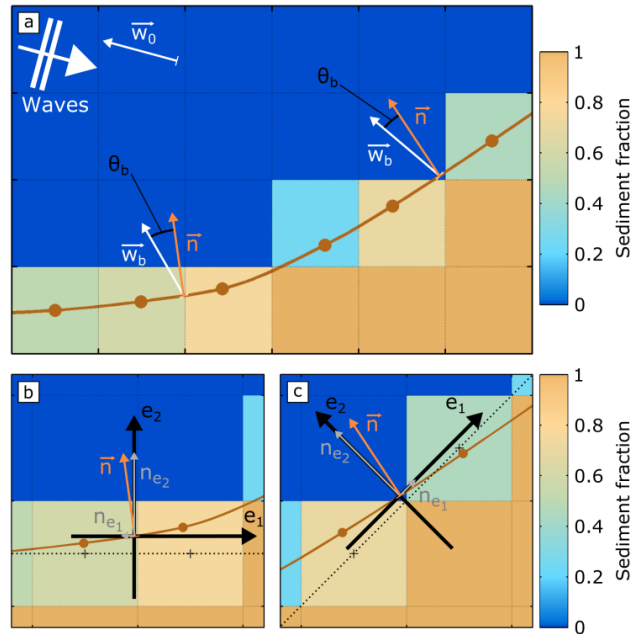 a
w₀
Waves
θb
n
wb
θb
wb
n
1
0.8
0.6
0.4
0.2
0
Sediment fraction
b
e₂
n
ne₂
ne₁
e₁
c
e₂
n
e₁
ne₂
ne₁
1
0.8
0.6
0.4
0.2
0
Sediment fraction